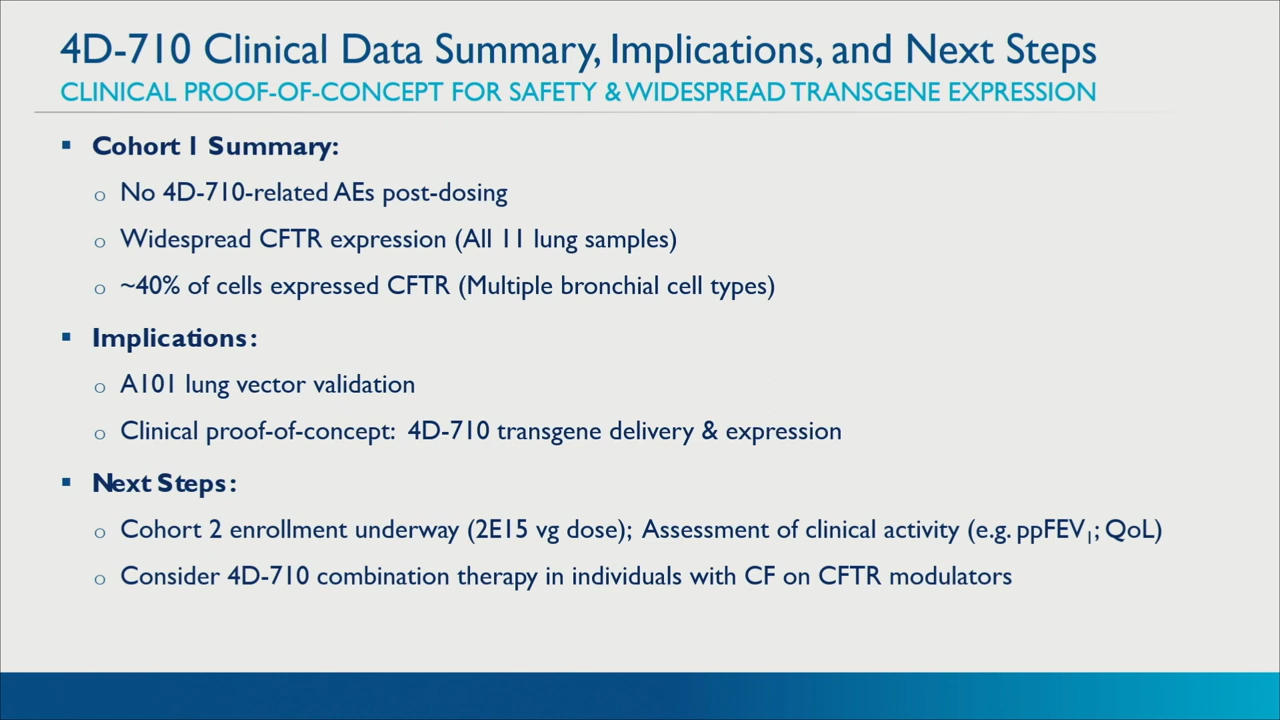 4D-710 Clinical Data Summary, Implications, and Next Steps
CLINICAL PROOF-OF-CONCEPT FOR SAFETY & WIDESPREAD TRANSGENE EXPRESSION
▪ Cohort 1 Summary:
o No 4D-710-related AEs post-dosing
o Widespread CFTR expression (All 11 lung samples)
o ~40% of cells expressed CFTR (Multiple bronchial cell types)
▪ Implications:
o A101 lung vector validation
o Clinical proof-of-concept: 4D-710 transgene delivery & expression
▪ Next Steps:
o Cohort 2 enrollment underway (2E15 vg dose); Assessment of clinical activity (e.g. ppFEV₁; QoL)
o Consider 4D-710 combination therapy in individuals with CF on CFTR modulators